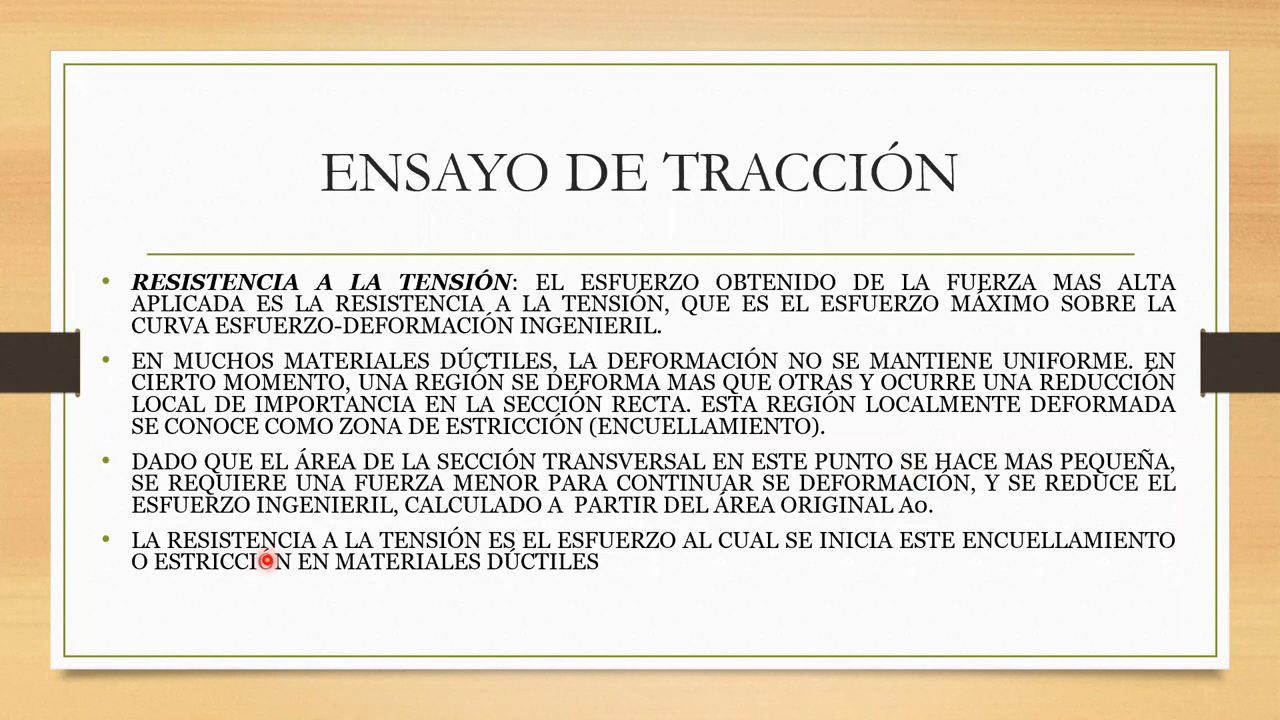 ENSAYO DE TRACCIÓN
• RESISTENCIA A LA TENSIÓN: EL ESFUERZO OBTENIDO DE LA FUERZA MAS ALTA
APLICADA ES LA RESISTENCIA A LA TENSIÓN, QUE ES EL ESFUERZO MÁXIMO SOBRE LA
CURVA ESFUERZO-DEFORMACIÓN INGENIERIL.
• EN MUCHOS MATERIALES DÚCTILES, LA DEFORMACIÓN NO SE MANTIENE UNIFORME. EN
CIERTO MOMENTO, UNA REGIÓN SE DEFORMA MAS QUE OTRAS Y OCURRE UNA REDUCCIÓN
LOCAL DE IMPORTANCIA EN LA SECCIÓN RECTA. ESTA REGIÓN LOCALMENTE DEFORMADA
SE CONOCE COMO ZONA DE ESTRICCIÓN (ENCUELLAMIENTO).
• DADO QUE EL ÁREA DE LA SECCIÓN TRANSVERSAL EN ESTE PUNTO SE HACE MAS PEQUEÑA,
SE REQUIERE UNA FUERZA MENOR PARA CONTINUAR SE DEFORMACIÓN, Y SE REDUCE EL
ESFUERZO INGENIERIL, CALCULADO A PARTIR DEL ÁREA ORIGINAL A0.
• LA RESISTENCIA A LA TENSIÓN ES EL ESFUERZO AL CUAL SE INICIA ESTE ENCUELLAMIENTO
O ESTRICCIÓN EN MATERIALES DÚCTILES